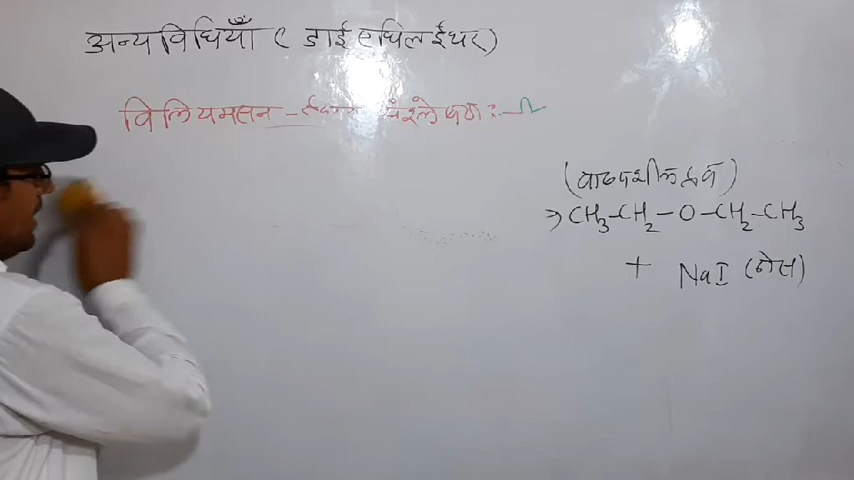 अन्य विधियाँ ( डाई एथिल ईथर)
विलियमसन - संश्लेषण :-
(वाष्पशील द्रव)
⇒ CH3-CH2-O-CH2-CH3
+ NaI (ठोस)